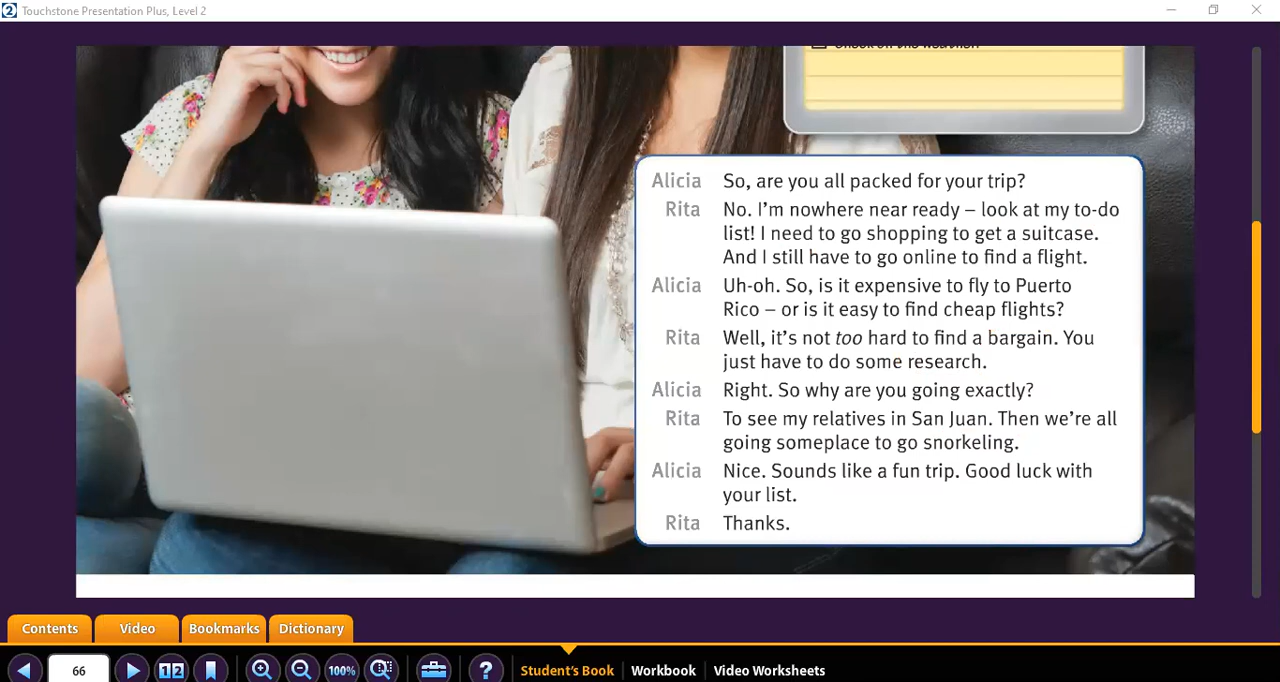 Touchstone Presentation Plus, Level 2
Check on the weather!
Alicia So, are you all packed for your trip?
Rita No. I'm nowhere near ready – look at my to-do
list! I need to go shopping to get a suitcase.
And I still have to go online to find a flight.
Alicia Uh-oh. So, is it expensive to fly to Puerto
Rico – or is it easy to find cheap flights?
Rita Well, it's not too hard to find a bargain. You
just have to do some research.
Alicia Right. So why are you going exactly?
Rita To see my relatives in San Juan. Then we're all
going someplace to go snorkeling.
Alicia Nice. Sounds like a fun trip. Good luck with
your list.
Rita Thanks.
Contents Video Bookmarks Dictionary
66 12 100% ? Student's Book Workbook Video Worksheets